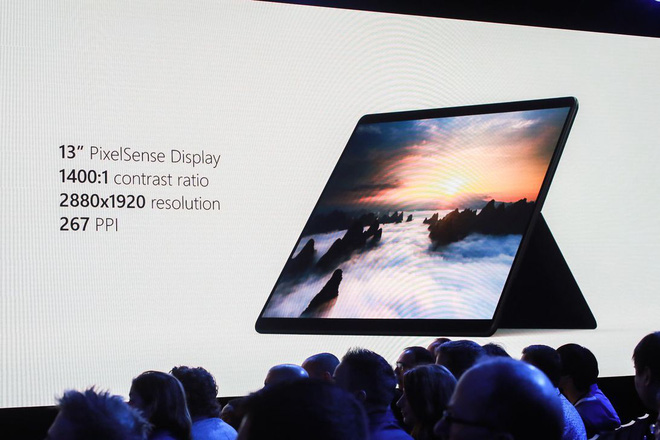 13” PixelSense Display
1400:1 contrast ratio
2880x1920 resolution
267 PPI